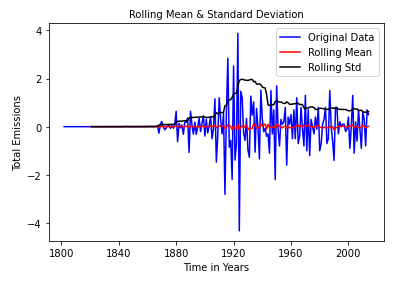 Rolling Mean & Standard Deviation
Original Data
Rolling Mean
Rolling Std
Total Emissions
4
2
0
−2
−4
1800
1840
1880
1920
1960
2000
Time in Years